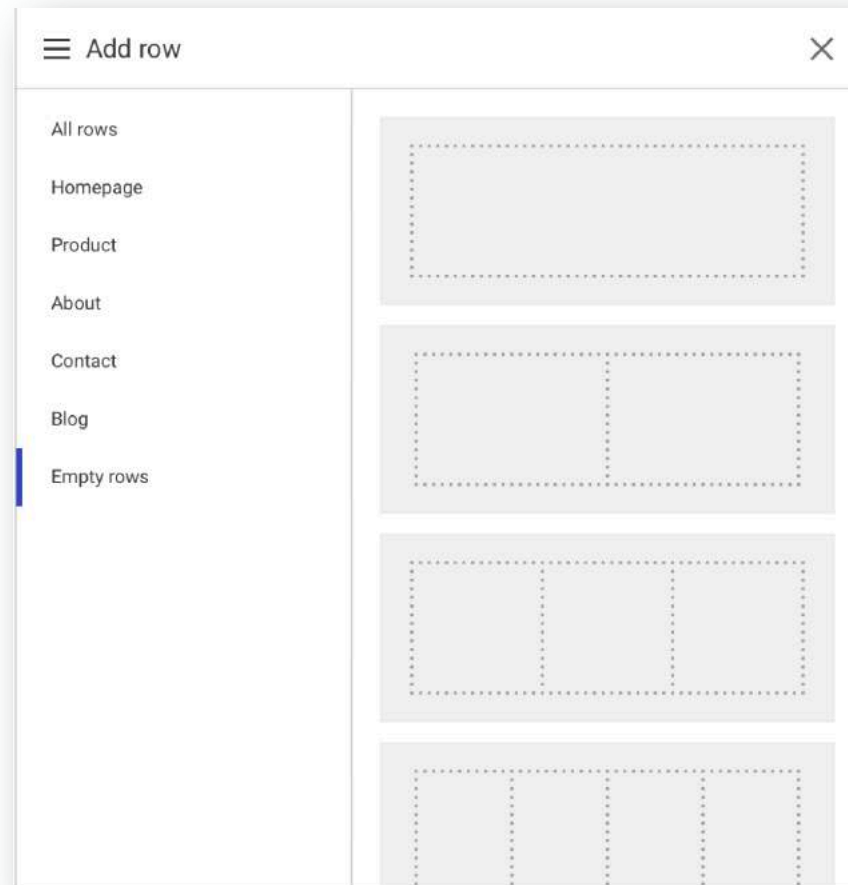 Add row
All rows
Homepage
Product
About
Contact
Blog
Empty rows